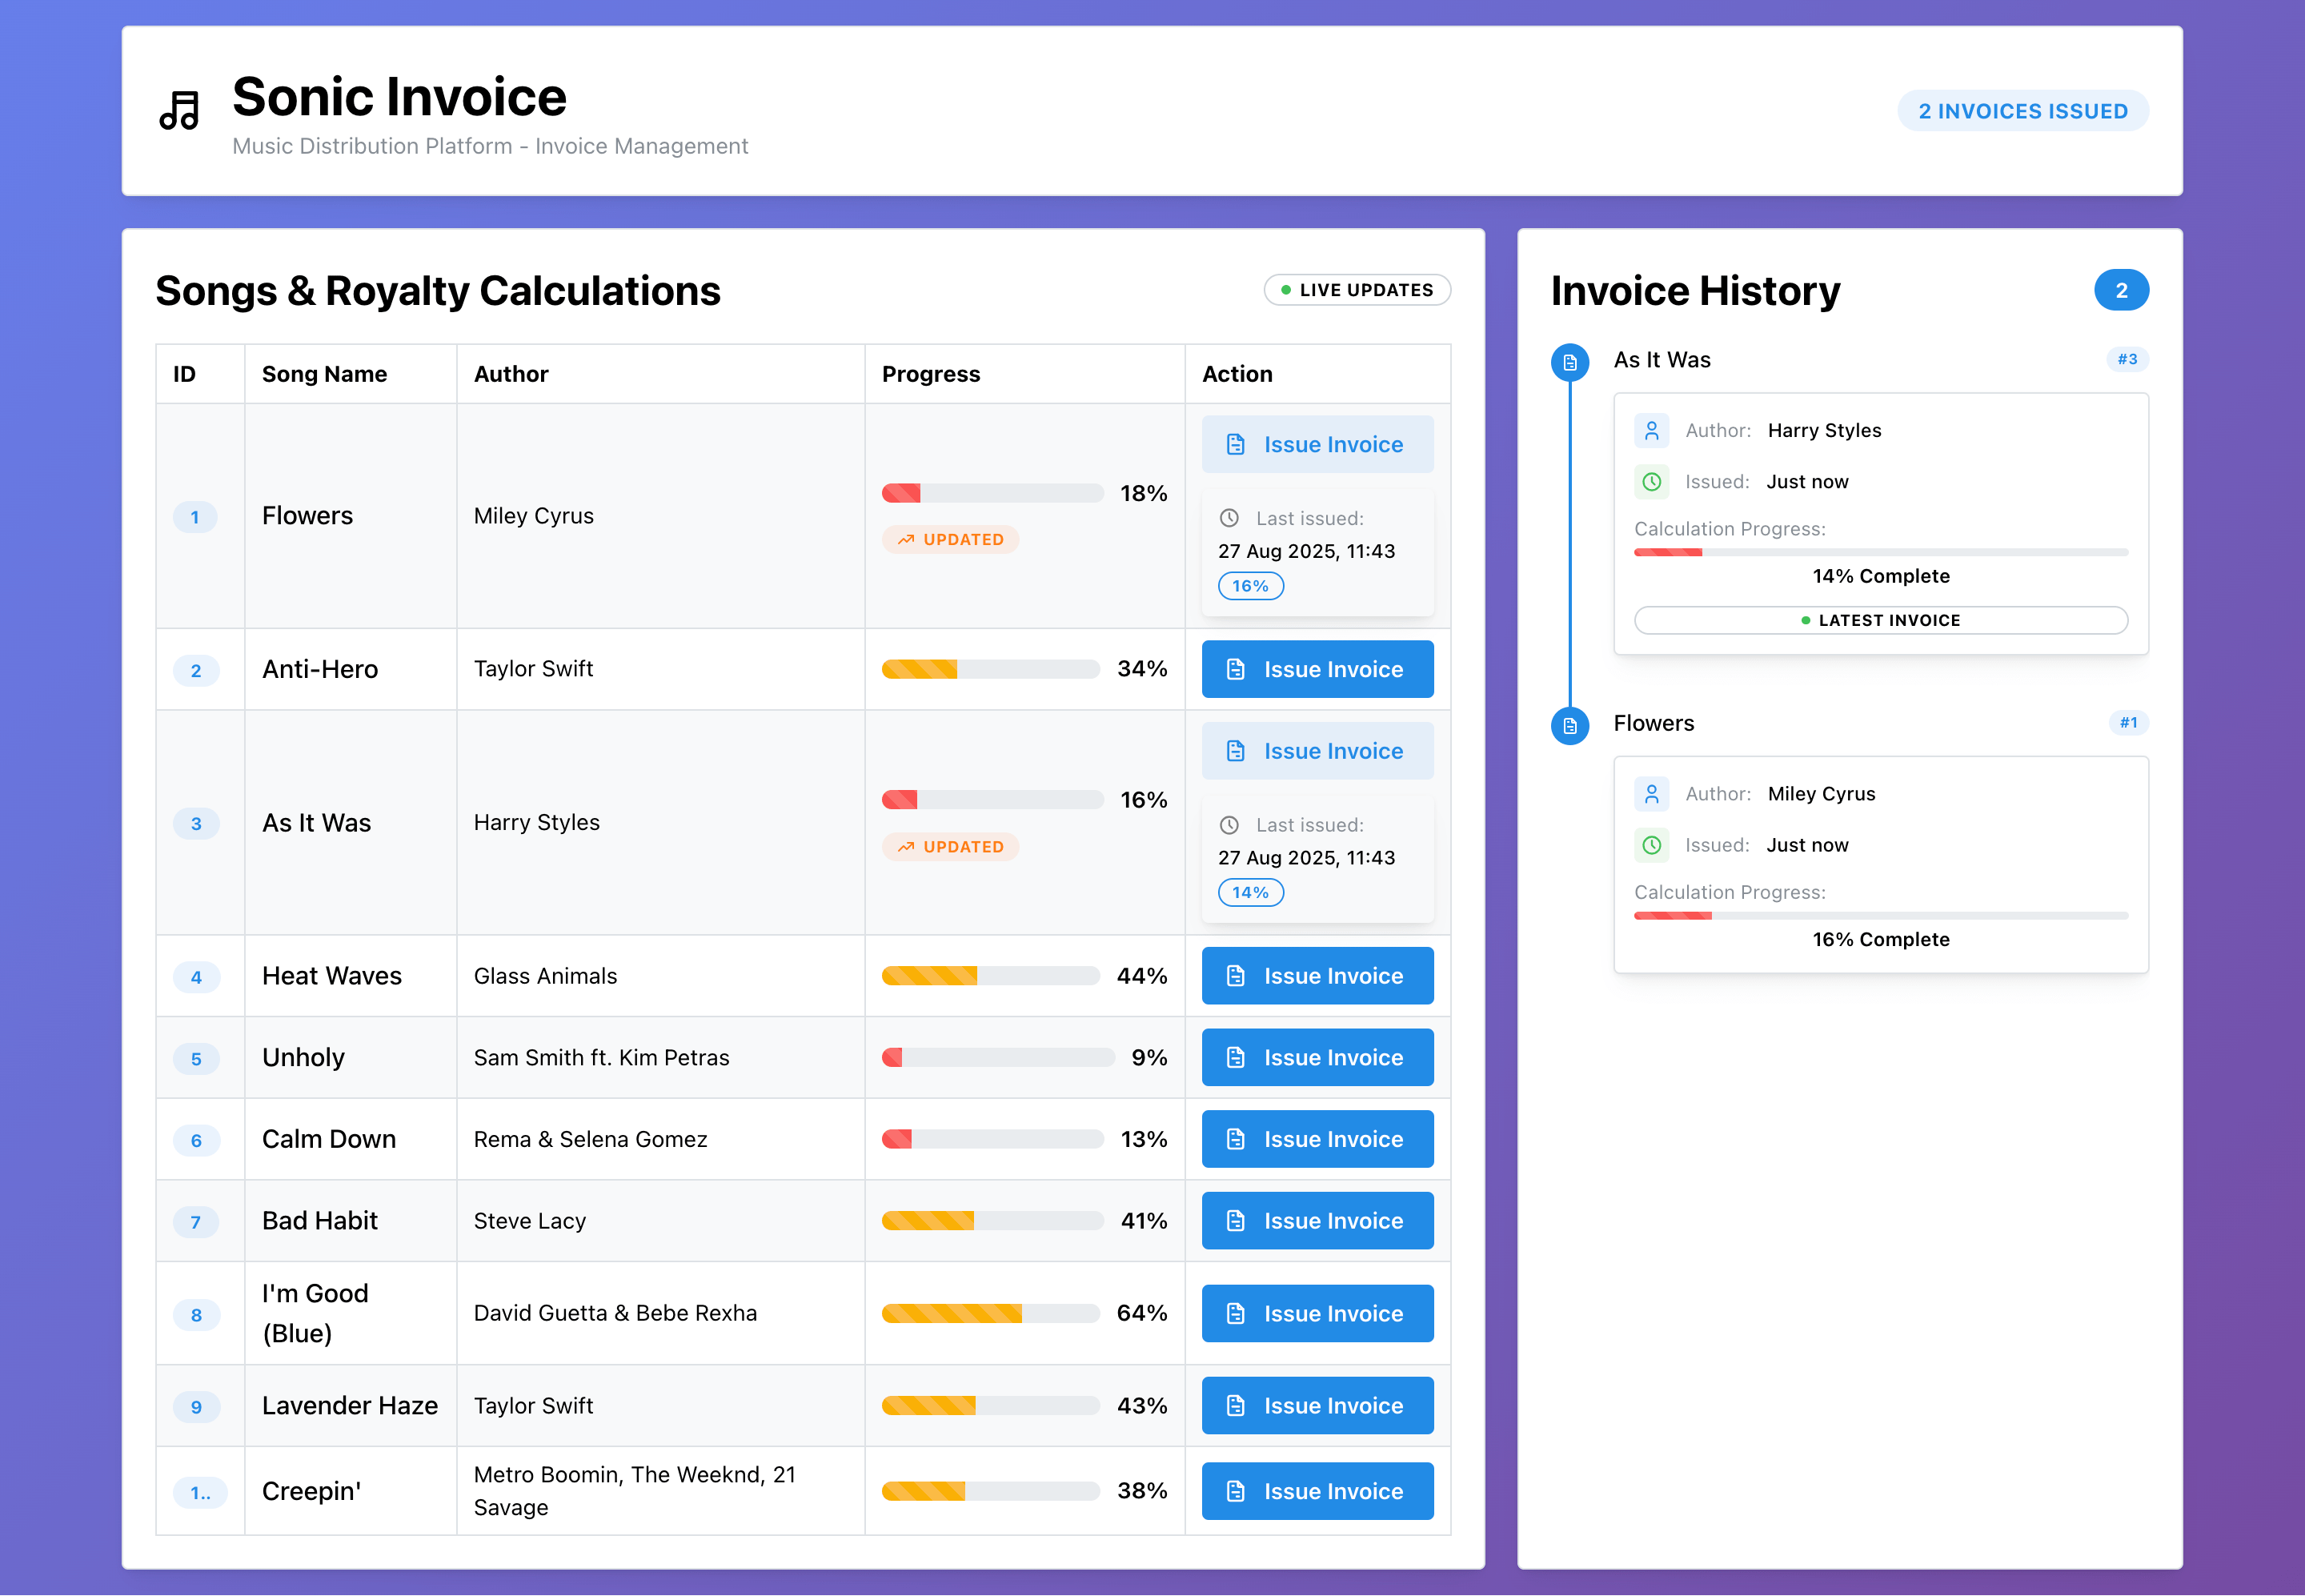 Sonic Invoice
Music Distribution Platform - Invoice Management
2 INVOICES ISSUED
Songs & Royalty Calculations
LIVE UPDATES
ID
Song Name
Author
Progress
Action
1
Flowers
Miley Cyrus
18%
UPDATED
Issue Invoice
Last issued:
27 Aug 2025, 11:43
16%
2
Anti-Hero
Taylor Swift
34%
Issue Invoice
3
As It Was
Harry Styles
16%
UPDATED
Issue Invoice
Last issued:
27 Aug 2025, 11:43
14%
4
Heat Waves
Glass Animals
44%
Issue Invoice
5
Unholy
Sam Smith ft. Kim Petras
9%
Issue Invoice
6
Calm Down
Rema & Selena Gomez
13%
Issue Invoice
7
Bad Habit
Steve Lacy
41%
Issue Invoice
8
I'm Good
(Blue)
David Guetta & Bebe Rexha
64%
Issue Invoice
9
Lavender Haze
Taylor Swift
43%
Issue Invoice
1..
Creepin'
Metro Boomin, The Weeknd, 21
Savage
38%
Issue Invoice
Invoice History
2
As It Was
#3
Author: Harry Styles
Issued: Just now
Calculation Progress:
14% Complete
LATEST INVOICE
Flowers
#1
Author: Miley Cyrus
Issued: Just now
Calculation Progress:
16% Complete